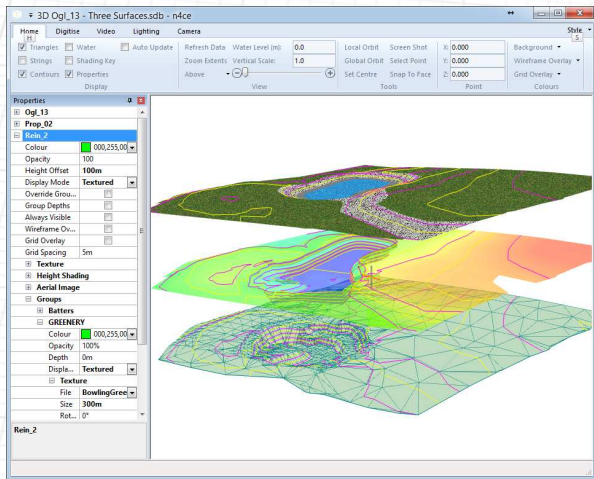 3D Ogl_13 - Three Surfaces.sdb - n4ce
Home Digitise Video Lighting Camera Style
H S
Triangles Water Auto Update Refresh Data Water Level (m): 0.0 Local Orbit Screen Shot X: 0.000 Background
Strings Shading Key Zoom Extents Vertical Scale: 1.0 Global Orbit Select Point Y: 0.000 Wireframe Overlay
Contours Properties Above Set Centre Snap To Face Z: 0.000 Grid Overlay
Display View Tools Point Colours
Properties
Ogl_13
Prop_02
Rein_2
Colour 000,255,00
Opacity 100
Height Offset 100m
Display Mode Textured
Override Grou...
Group Depths
Always Visible
Wireframe Ov...
Grid Overlay
Grid Spacing 5m
Texture
Height Shading
Aerial Image
Groups
Batters
GREENERY
Colour 000,255,00
Opacity 100%
Depth 0m
Displa... Textured
Texture
File BowlingGree
Size 300m
Rot... 0°
Rein_2